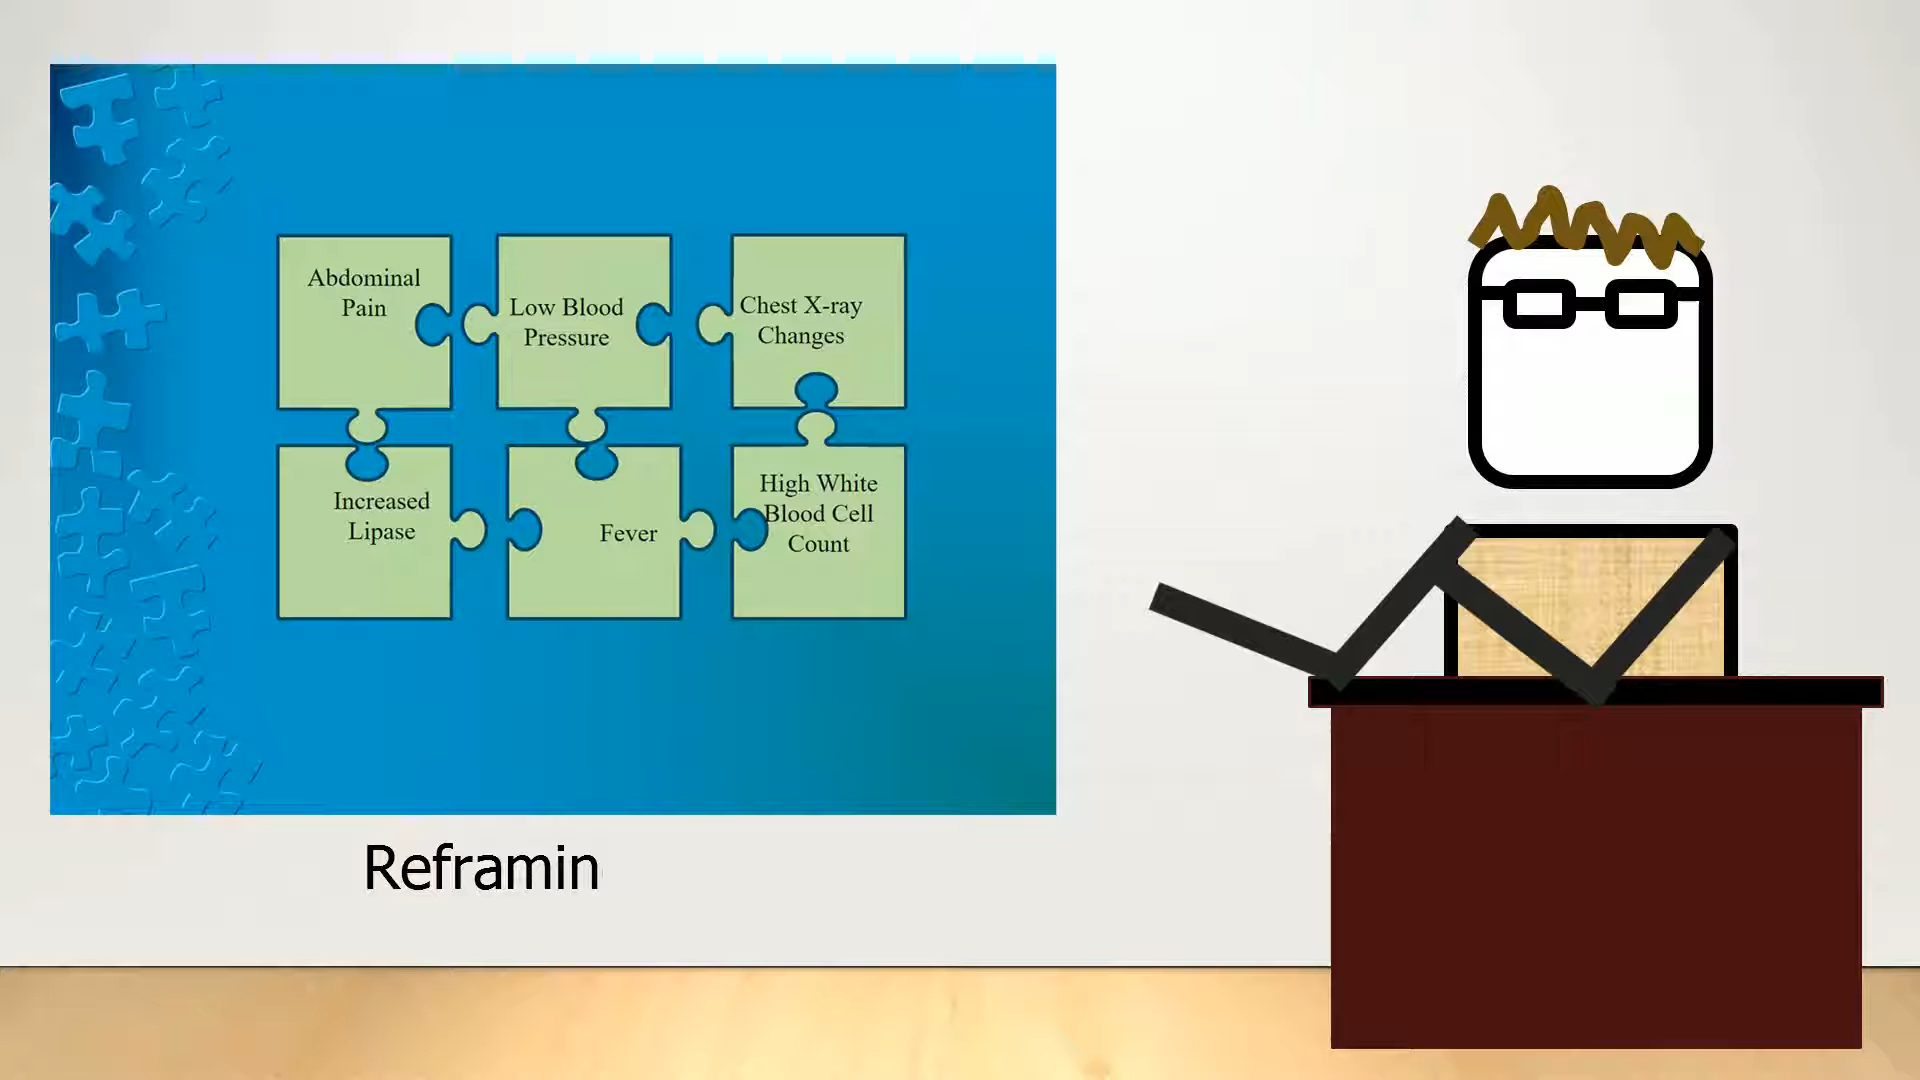 Abdominal
Pain
Low Blood
Pressure
Chest X-ray
Changes
Increased
Lipase
Fever
High White
Blood Cell
Count
Reframin